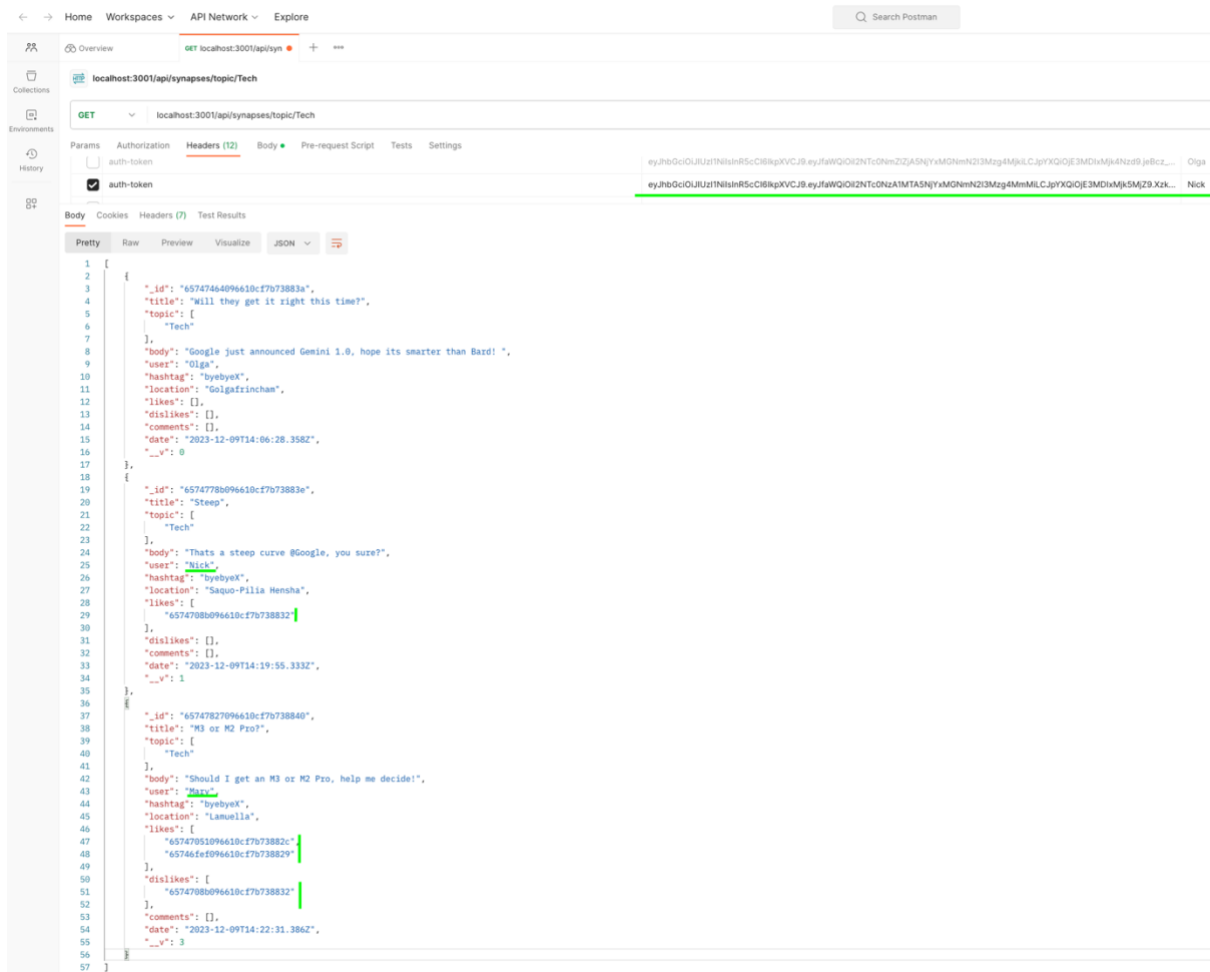 Home Workspaces API Network Explore Search Postman
Overview GET localhost:3001/api/syn
localhost:3001/api/synapses/topic/Tech
Collections
GET localhost:3001/api/synapses/topic/Tech
Environments
Params Authorization Headers (12) Body Pre-request Script Tests Settings
auth-token Olga
History
auth-token Nick
Body Cookies Headers (7) Test Results
Pretty Raw Preview Visualize JSON
1 [
2 {
3 "_id": "65747464096610cf7b73883a",
4 "title": "Will they get it right this time?",
5 "topic": [
6 "Tech"
7 ],
8 "body": "Google just announced Gemini 1.0, hope its smarter than Bard! ",
9 "user": "Olga",
10 "hashtag": "byebyeX",
11 "location": "Golgafrincham",
12 "likes": [],
13 "dislikes": [],
14 "comments": [],
15 "date": "2023-12-09T14:06:28.358Z",
16 "__v": 0
17 },
18 {
19 "_id": "6574778b096610cf7b73883e",
20 "title": "Steep",
21 "topic": [
22 "Tech"
23 ],
24 "body": "Thats a steep curve @Google, you sure?",
25 "user": "Nick",
26 "hashtag": "byebyeX",
27 "location": "Saquo-Pilia Hensha",
28 "likes": [
29 "6574708b096610cf7b738832"
30 ],
31 "dislikes": [],
32 "comments": [],
33 "date": "2023-12-09T14:19:55.333Z",
34 "__v": 1
35 },
36 {
37 "_id": "65747827096610cf7b738840",
38 "title": "M3 or M2 Pro?",
39 "topic": [
40 "Tech"
41 ],
42 "body": "Should I get an M3 or M2 Pro, help me decide!",
43 "user": "Mary",
44 "hashtag": "byebyeX",
45 "location": "Lamuella",
46 "likes": [
47 "65747051096610cf7b73882c",
48 "65746fef096610cf7b738829"
49 ],
50 "dislikes": [
51 "6574708b096610cf7b738832"
52 ],
53 "comments": [],
54 "date": "2023-12-09T14:22:31.386Z",
55 "__v": 3
56 }
57 ]